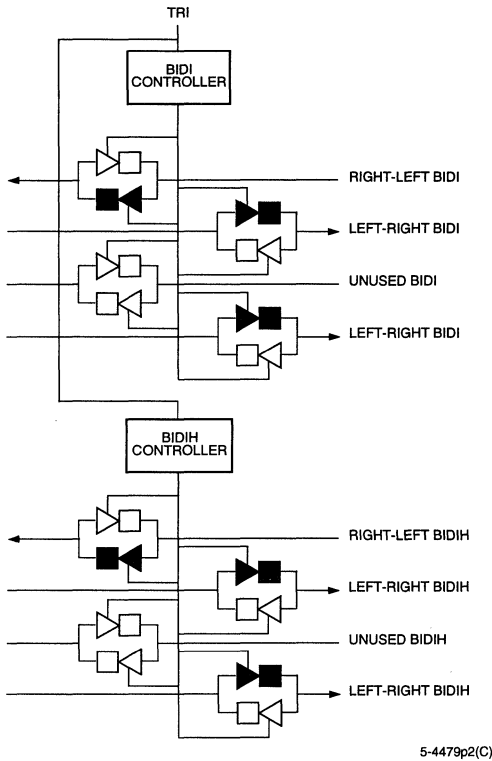 TRI
BIDI
CONTROLLER
RIGHT-LEFT BIDI
LEFT-RIGHT BIDI
UNUSED BIDI
LEFT-RIGHT BIDI
BIDIH
CONTROLLER
RIGHT-LEFT BIDIH
LEFT-RIGHT BIDIH
UNUSED BIDIH
LEFT-RIGHT BIDIH
5-4479p2(C)